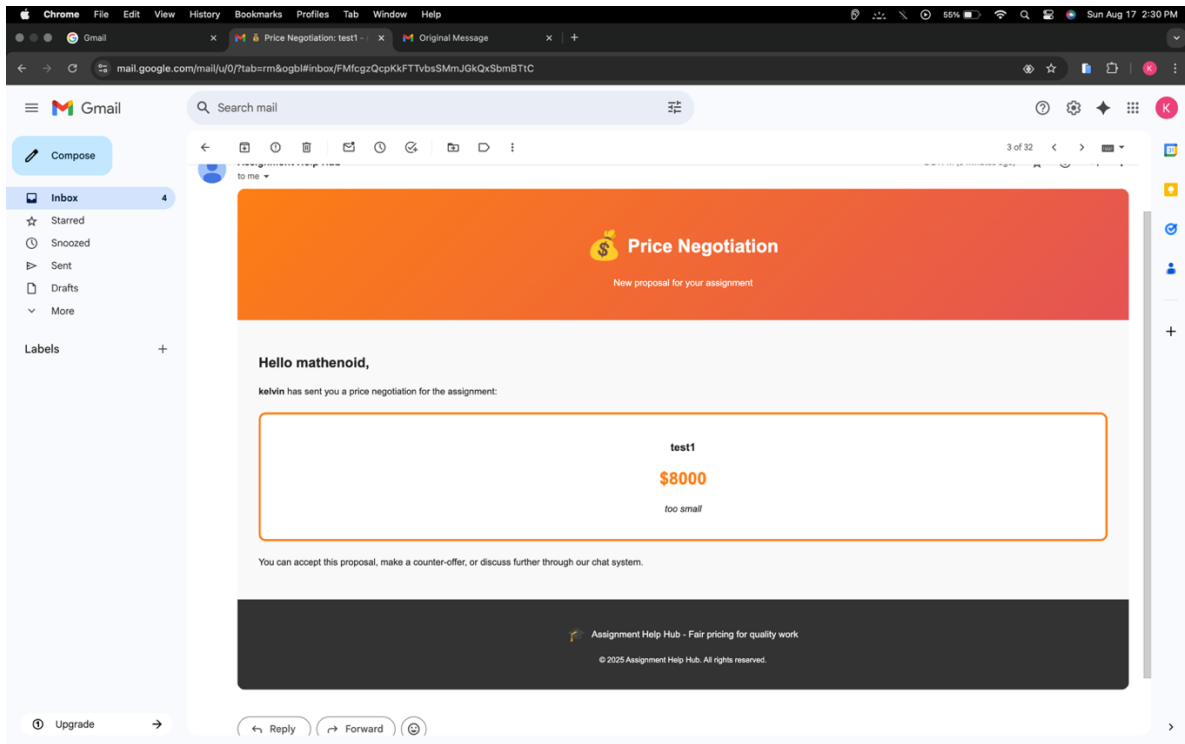 Chrome File Edit View History Bookmarks Profiles Tab Window Help 55% Sun Aug 17 2:30 PM
Gmail Price Negotiation: test1 - Original Message
mail.google.com/mail/u/0/?tab=rm&ogbl#inbox/FMfcgzQcpKkFTTvbsSMmJGkQxSbmBTtC K
Gmail Search mail K
Compose 3 of 32
Assignment Help Hub
to me
Inbox 4
Starred
Snoozed
Sent
Drafts
More
Labels
Price Negotiation
New proposal for your assignment
Hello mathenoid,
kelvin has sent you a price negotiation for the assignment:
test1
$8000
too small
You can accept this proposal, make a counter-offer, or discuss further through our chat system.
Assignment Help Hub - Fair pricing for quality work
© 2025 Assignment Help Hub. All rights reserved.
Upgrade
Reply Forward